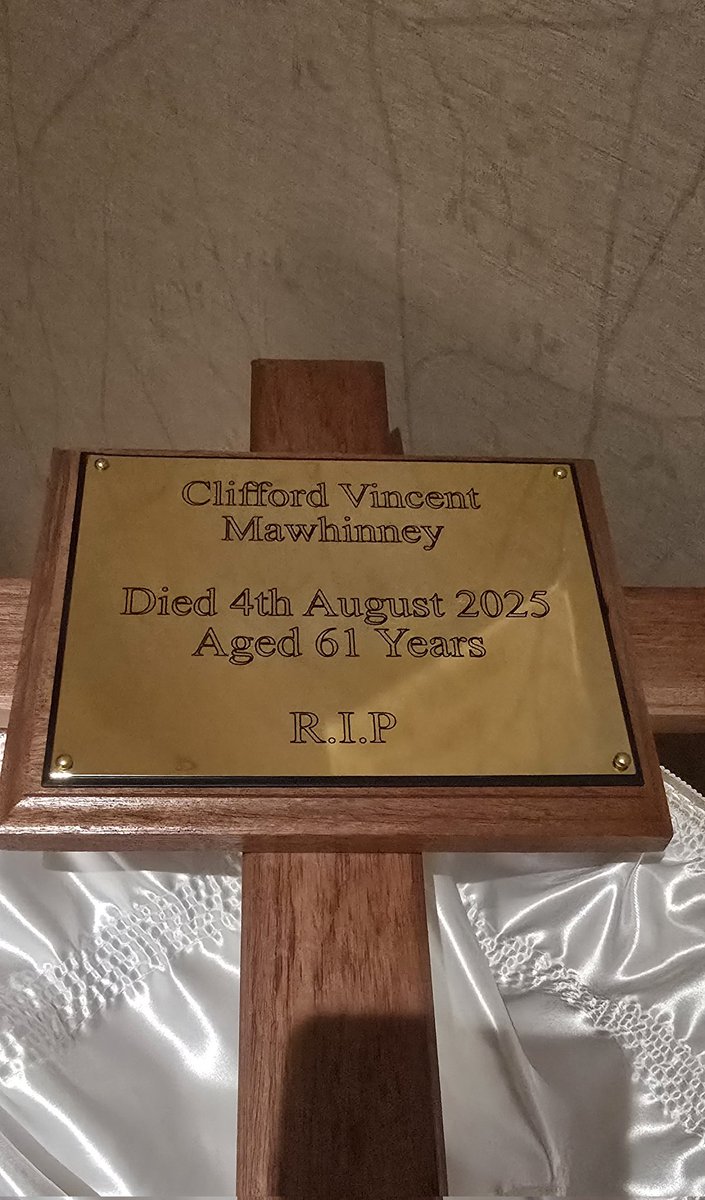 Clifford Vincent
Mawhinney
Died 4th August 2025
Aged 61 Years
R.I.P